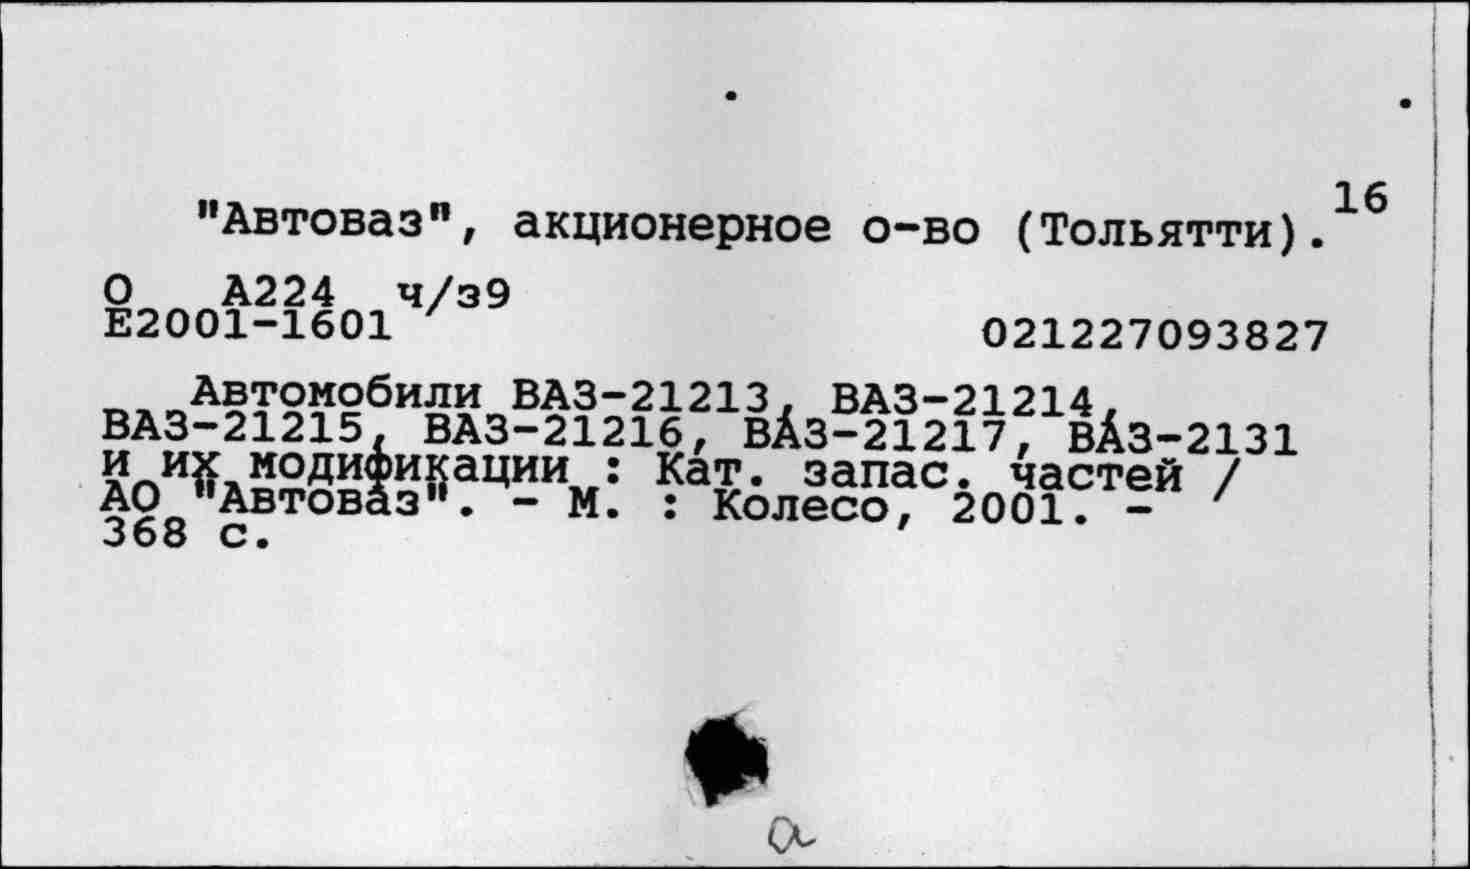 16
"Автоваз", акционерное о-во (Тольятти).
О А224 ч/з9
Е2001-1601
021227093827
Автомобили ВАЗ-21213, ВАЗ-21214,
ВАЗ-21215, ВАЗ-21216, ВАЗ-21217, ВАЗ-2131
и их модификации : Кат. запас. частей /
АО "Автоваз". - М. : Колесо, 2001. -
368 с.